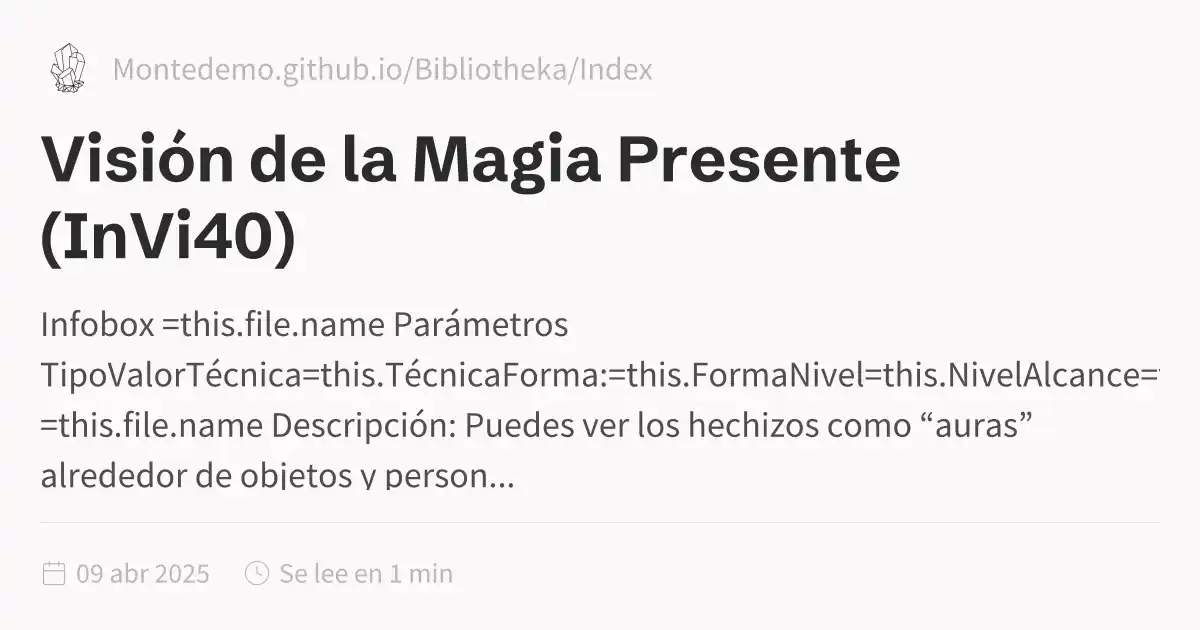 Montedemo.github.io/Bibliotheka/Index
Visión de la Magia Presente
(InVi40)
Infobox =this.file.name Parámetros
TipoValorTécnica=this.TécnicaForma:=this.FormaNivel=this.NivelAlcance=
=this.file.name Descripción: Puedes ver los hechizos como “auras”
alrededor de objetos y person...
09 abr 2025
Se lee en 1 min